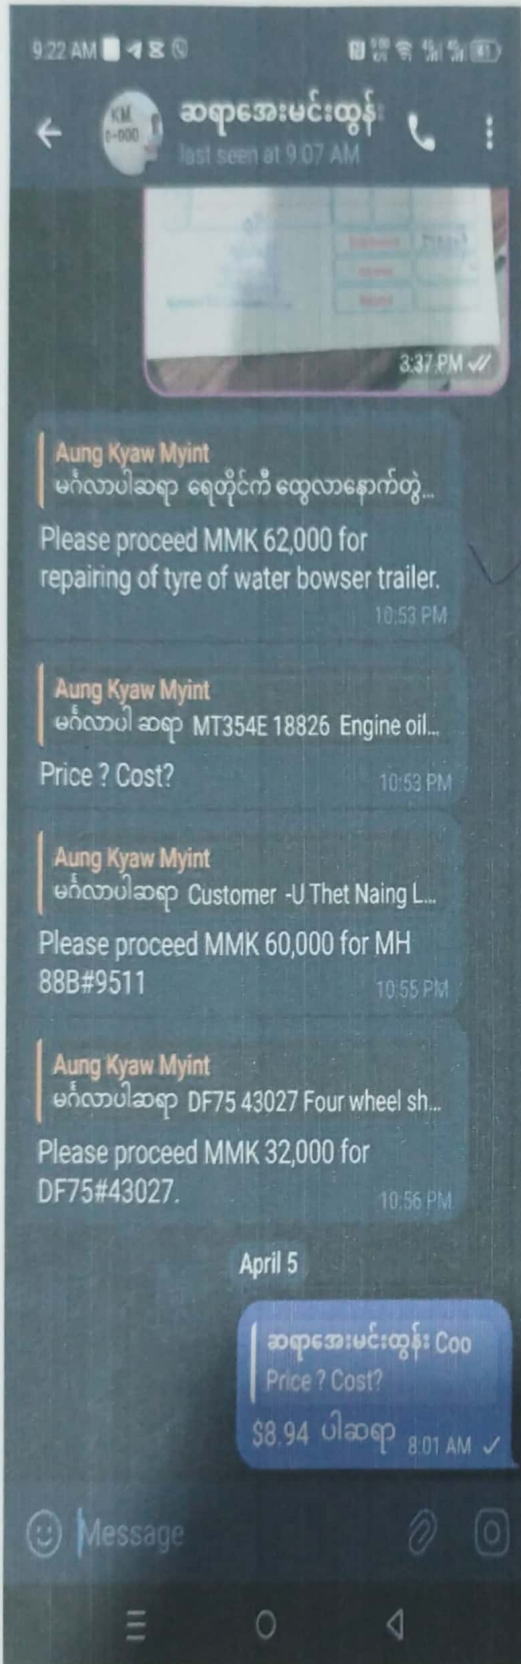 9:22 AM
ဆရာအေးမင်းထွန်း
last seen at 9:07 AM
3:37 PM
Aung Kyaw Myint
မင်္ဂလာပါဆရာ ရေတိုင်ကီ ထွေလာနောက်တွဲ...
Please proceed MMK 62,000 for
repairing of tyre of water bowser trailer.
10:53 PM
Aung Kyaw Myint
မင်္ဂလာပါ ဆရာ MT354E 18826 Engine oil...
Price ? Cost?
10:53 PM
Aung Kyaw Myint
မင်္ဂလာပါဆရာ Customer -U Thet Naing L...
Please proceed MMK 60,000 for MH
88B#9511
10:55 PM
Aung Kyaw Myint
မင်္ဂလာပါဆရာ DF75 43027 Four wheel sh...
Please proceed MMK 32,000 for
DF75#43027.
10:56 PM
April 5
ဆရာအေးမင်းထွန်း Coo
Price ? Cost?
$8.94 ပါဆရာ 8:01 AM
Message